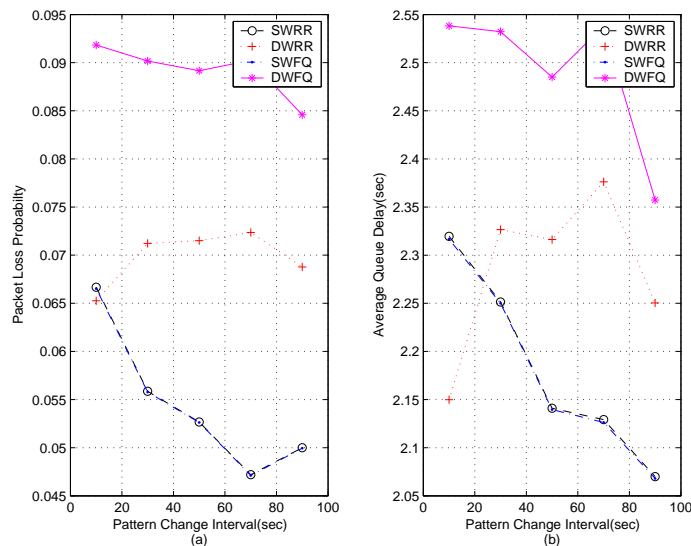 0.095
0.09
0.085
0.08
0.075
0.07
0.065
0.06
0.055
0.05
0.045
Packet Loss Probabilty
0 20 40 60 80 100
Pattern Change Interval(sec)
(a)
SWRR
DWRR
SWFQ
DWFQ
2.55
2.5
2.45
2.4
2.35
2.3
2.25
2.2
2.15
2.1
2.05
Average Queue Delay(sec)
0 20 40 60 80 100
Pattern Change Interval(sec)
(b)
SWRR
DWRR
SWFQ
DWFQ